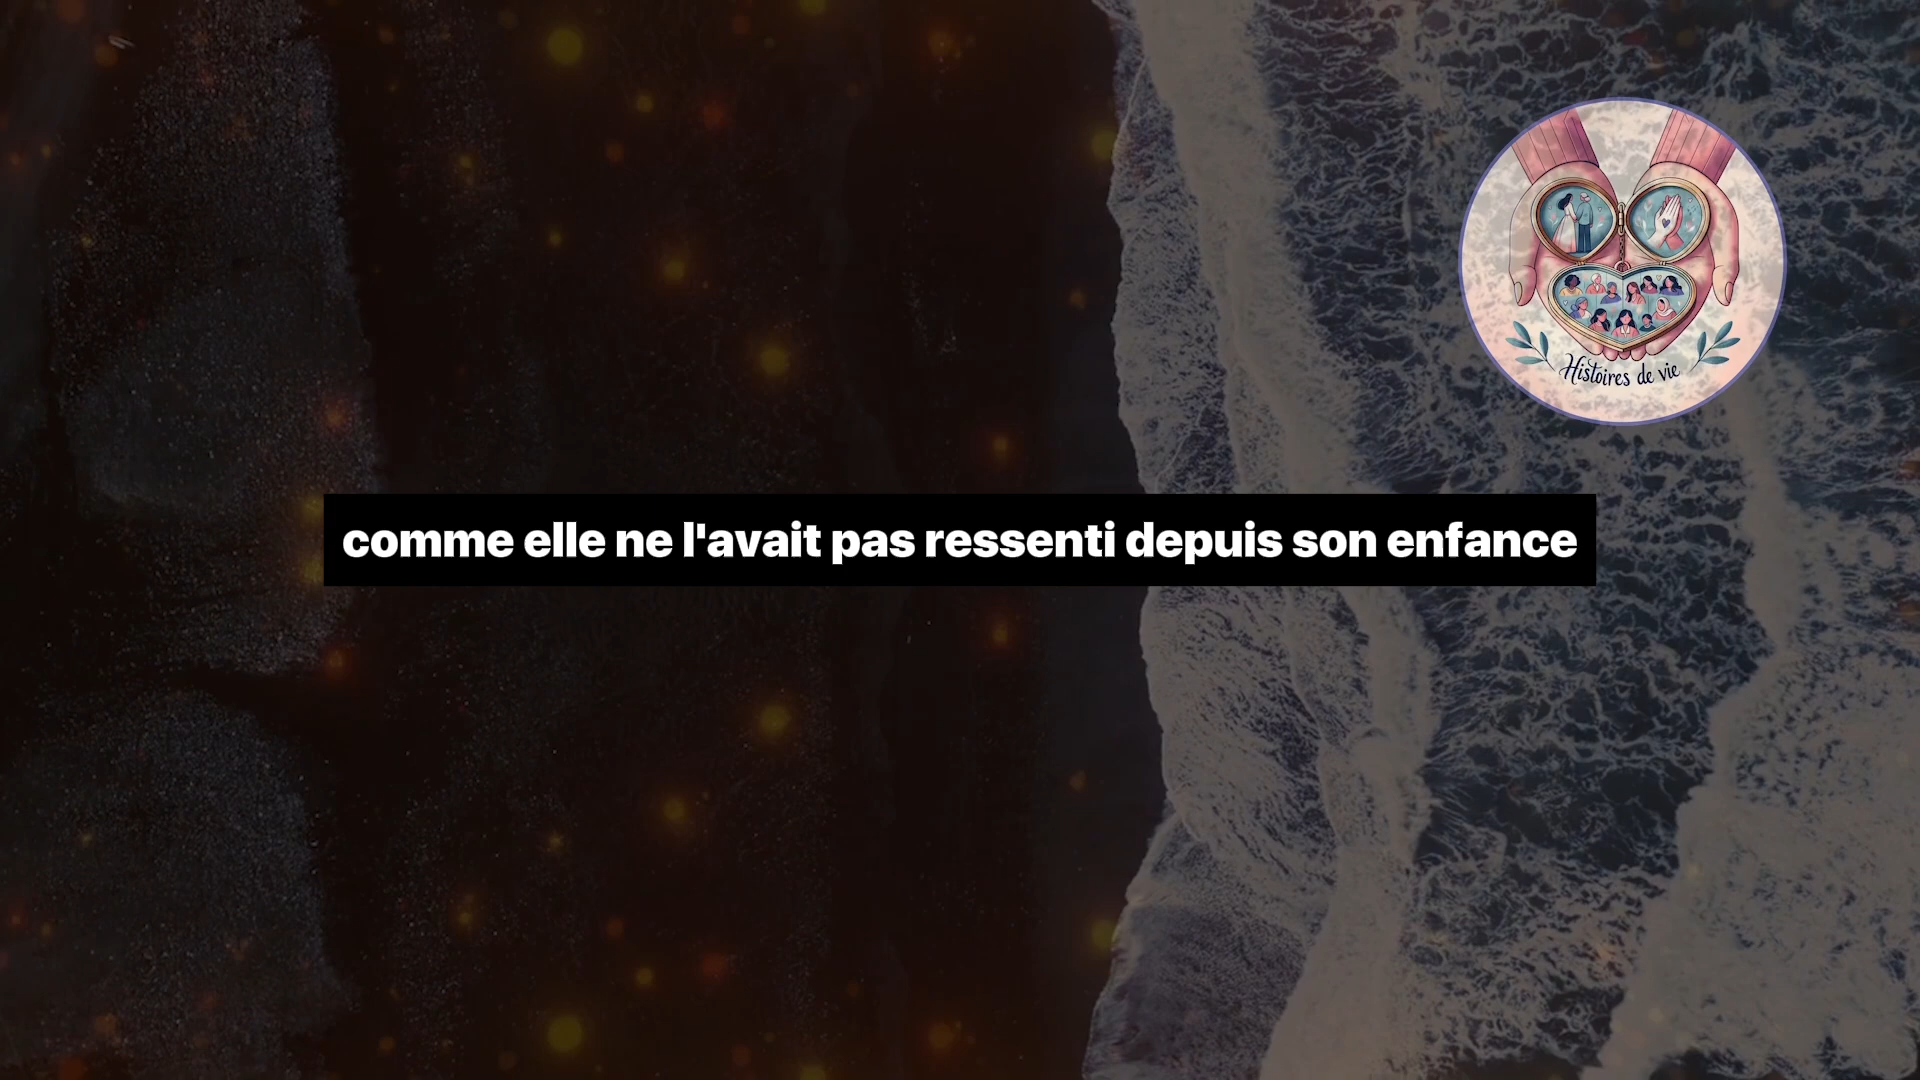 Histoires de vie
comme elle ne l'avait pas ressenti depuis son enfance